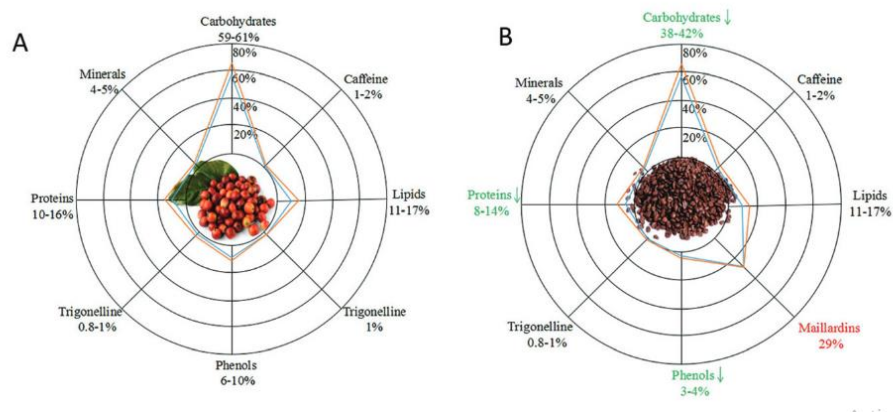 A
Carbohydrates
59-61%
80%
60%
40%
20%
Minerals
4-5%
Caffeine
1-2%
Proteins
10-16%
Lipids
11-17%
Trigonelline
0.8-1%
Trigonelline
1%
Phenols
6-10%
B
Carbohydrates ↓
38-42%
80%
60%
40%
20%
Minerals
4-5%
Caffeine
1-2%
Proteins ↓
8-14%
Lipids
11-17%
Trigonelline
0.8-1%
Maillardins
29%
Phenols ↓
3-4%